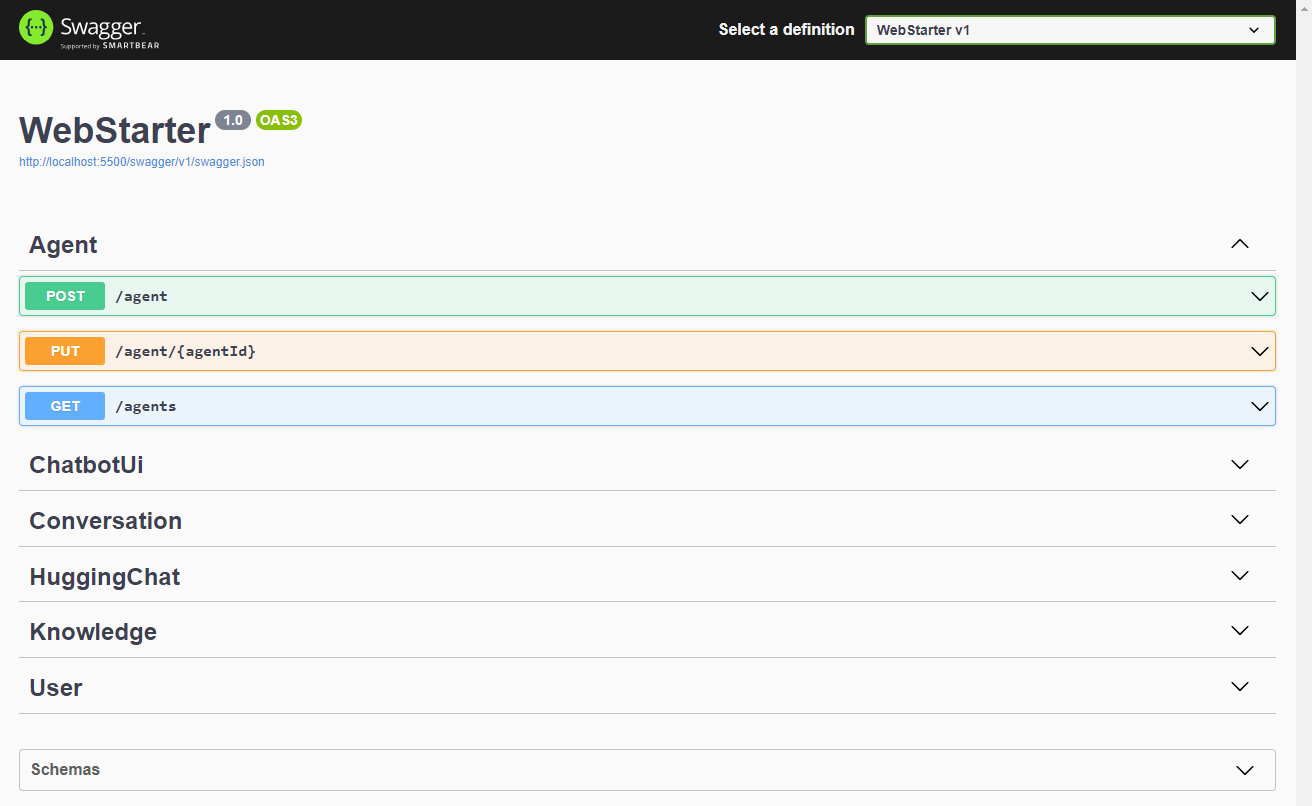 {···} Swagger.
Supported by SMARTBEAR
Select a definition
WebStarter v1
WebStarter 1.0 OAS3
http://localhost:5500/swagger/v1/swagger.json
Agent
POST /agent
PUT /agent/{agentId}
GET /agents
ChatbotUi
Conversation
HuggingChat
Knowledge
User
Schemas